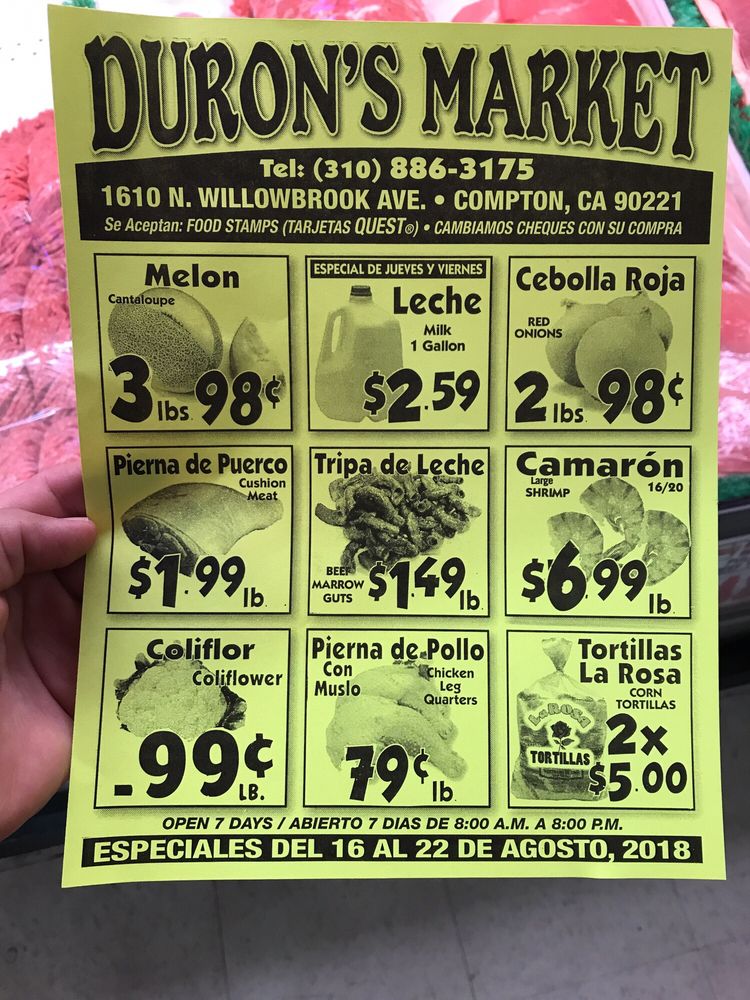 DURON'S MARKET
Tel: (310) 886-3175
1610 N. WILLOWBROOK AVE. • COMPTON, CA 90221
Se Aceptan: FOOD STAMPS (TARJETAS QUEST®) • CAMBIAMOS CHEQUES CON SU COMPRA
Melon
Cantaloupe
3 lbs. 98¢
ESPECIAL DE JUEVES Y VIERNES
Leche
Milk
1 Gallon
$2.59
Cebolla Roja
RED
ONIONS
2 lbs. 98¢
Pierna de Puerco
Cushion
Meat
$1.99 lb.
Tripa de Leche
BEEF
MARROW
GUTS
$1.49 lb.
Camarón
Large
SHRIMP
16/20
$6.99 lb.
Coliflor
Coliflower
.99¢ LB.
Pierna de Pollo
Con
Muslo
Chicken
Leg
Quarters
79¢ lb.
Tortillas
La Rosa
CORN
TORTILLAS
LA ROSA
TORTILLAS
2x
$5.00
OPEN 7 DAYS / ABIERTO 7 DIAS DE 8:00 A.M. A 8:00 P.M.
ESPECIALES DEL 16 AL 22 DE AGOSTO, 2018